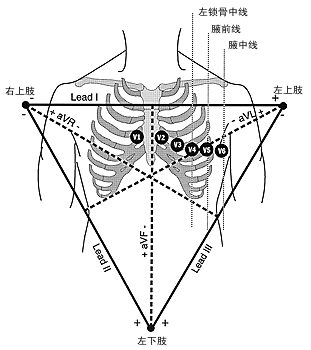 左锁骨中线
腋前线
腋中线
右上肢
左上肢
-
Lead I
+
-
-
+ aVR -
- aVL +
V1
V2
V3
V4
V5
V6
+ aVF -
Lead II
Lead III
+
+
左下肢